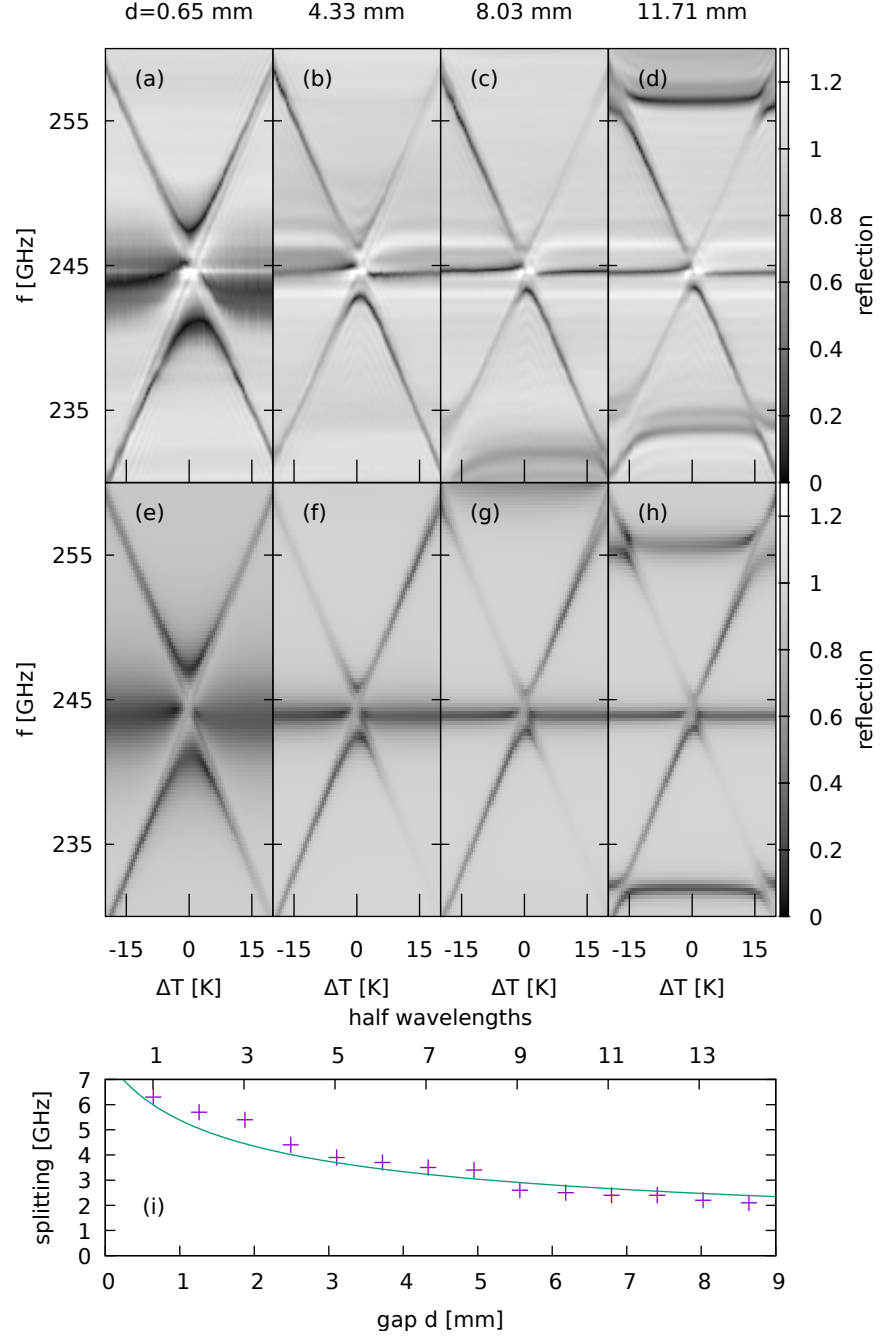 d=0.65 mm 4.33 mm 8.03 mm 11.71 mm
(a) (b) (c) (d)
255
245
235
f [GHz]
1.2
1
0.8
0.6
0.4
0.2
0
reflection
(e) (f) (g) (h)
255
245
235
f [GHz]
1.2
1
0.8
0.6
0.4
0.2
0
reflection
-15 0 15 -15 0 15 -15 0 15 -15 0 15
ΔT [K] ΔT [K] ΔT [K] ΔT [K]
half wavelengths
1 3 5 7 9 11 13
7
6
5
4
3
2
1
0
splitting [GHz]
(i)
0 1 2 3 4 5 6 7 8 9
gap d [mm]